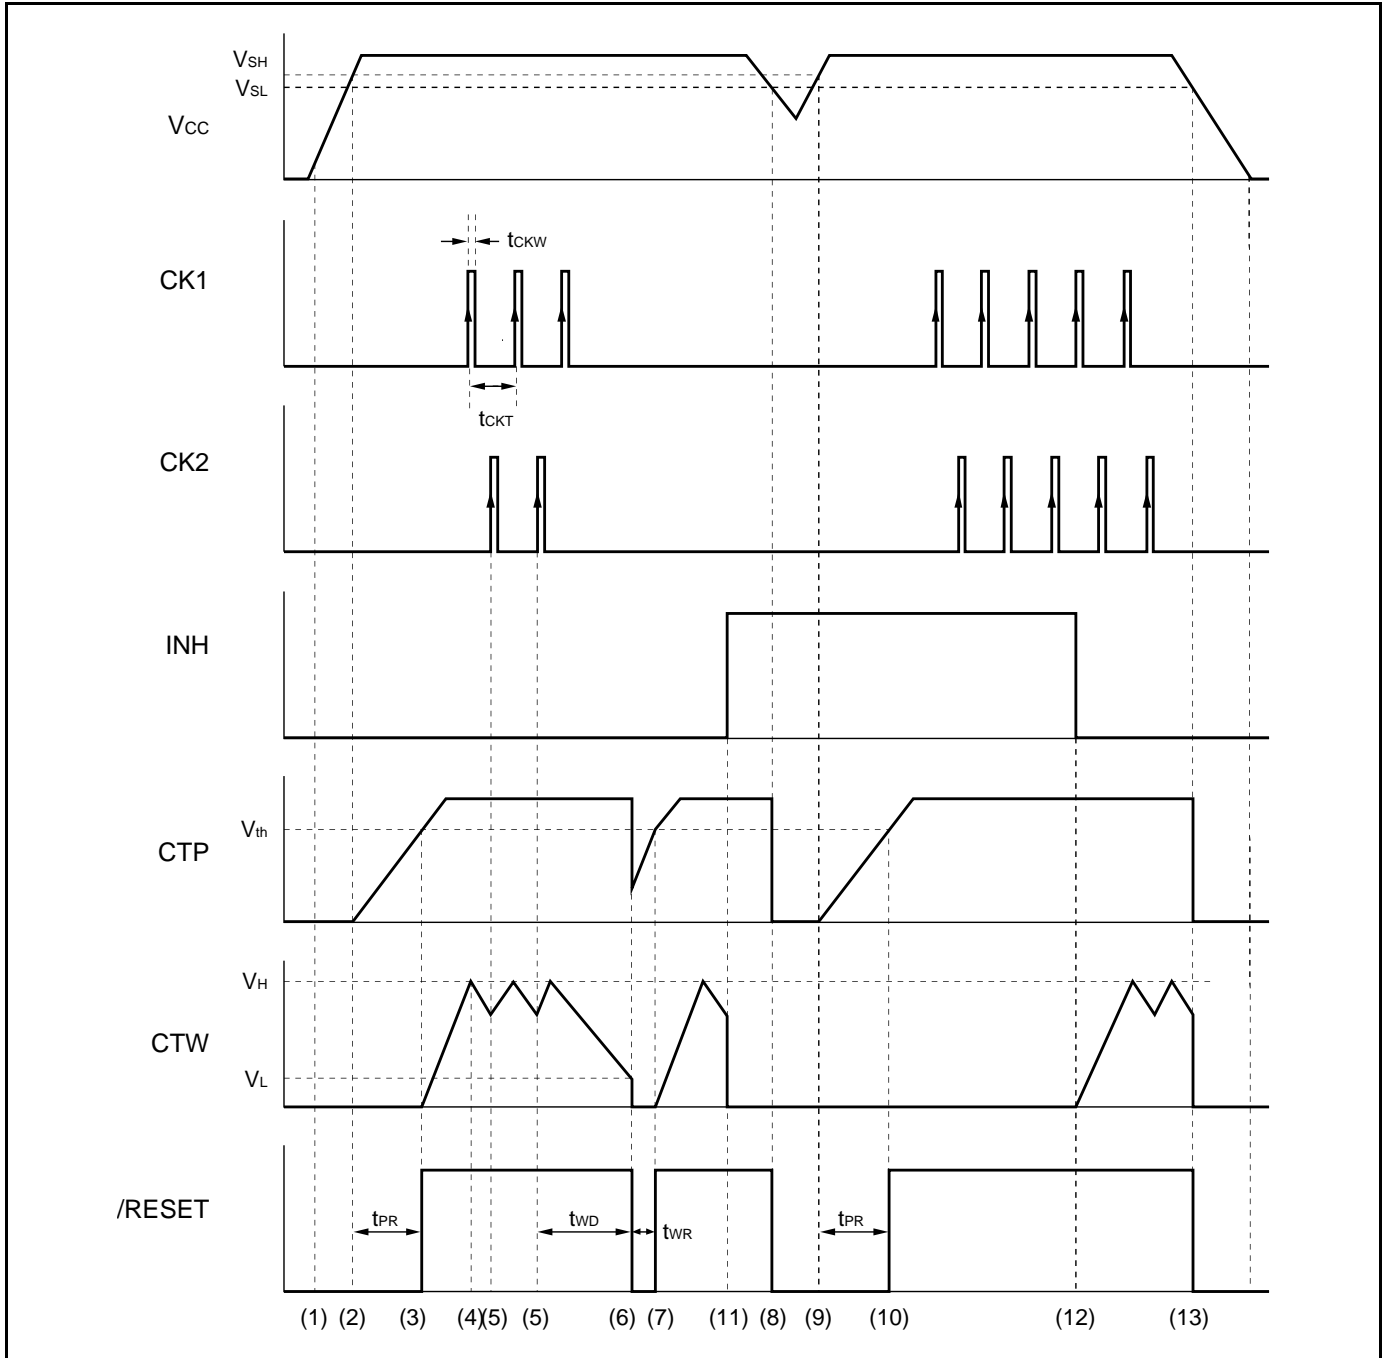 VSH
VSL
VCC
CK1
tCKW
tCKT
CK2
INH
Vth
CTP
VH
CTW
VL
/RESET
tPR
tWD
tWR
tPR
(1) (2) (3) (4)(5) (5) (6) (7) (11) (8) (9) (10) (12) (13)